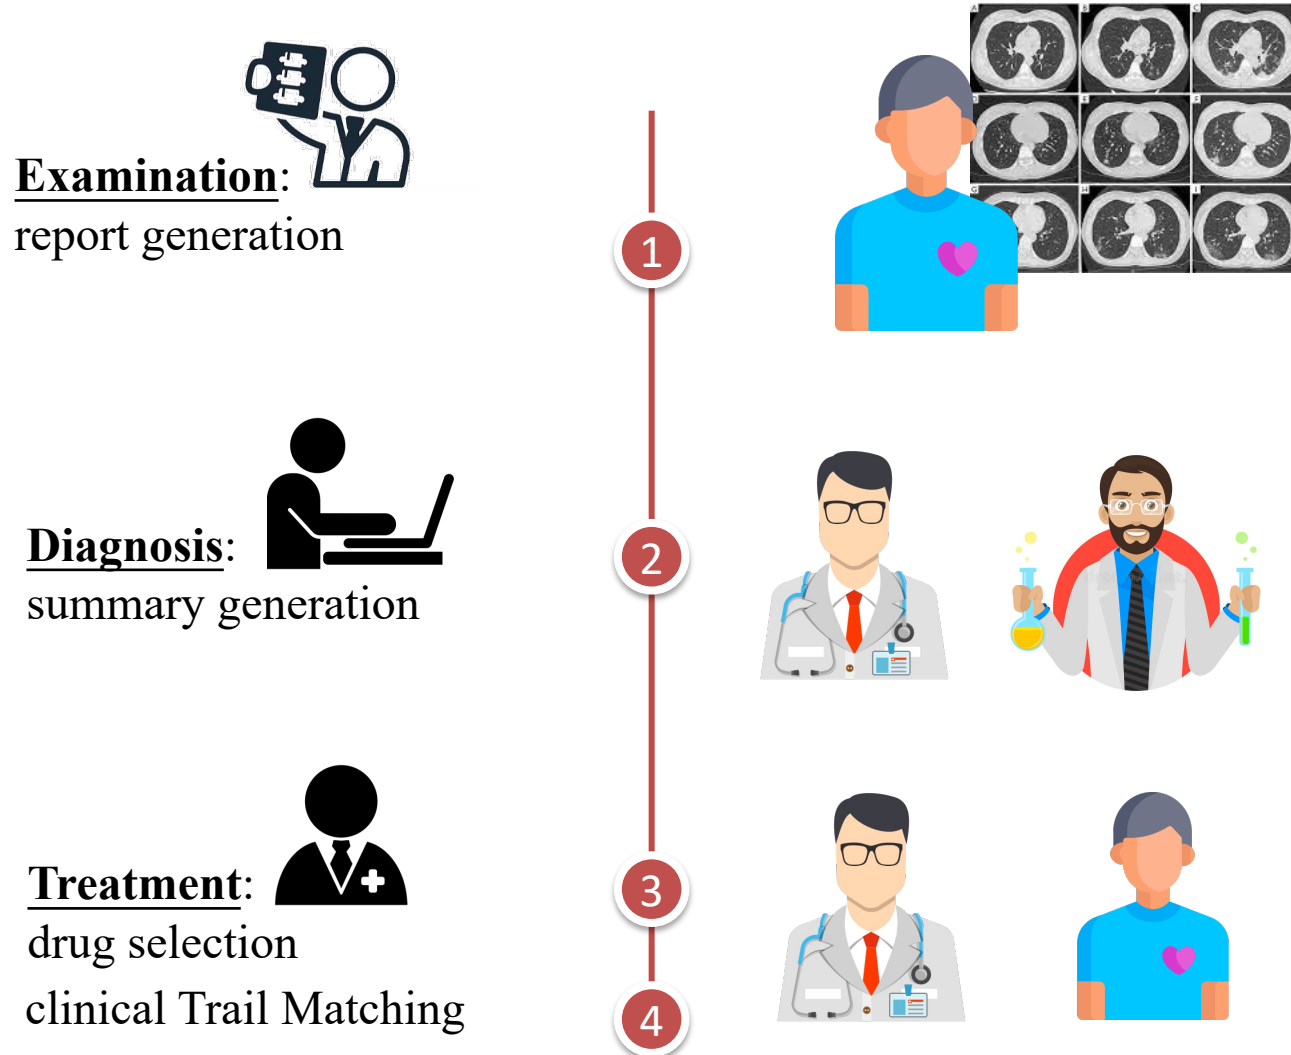 Examination:
report generation
1
Diagnosis:
summary generation
2
Treatment:
drug selection
3
clinical Trail Matching
4
A
B
C
D
E
F
G
H
I